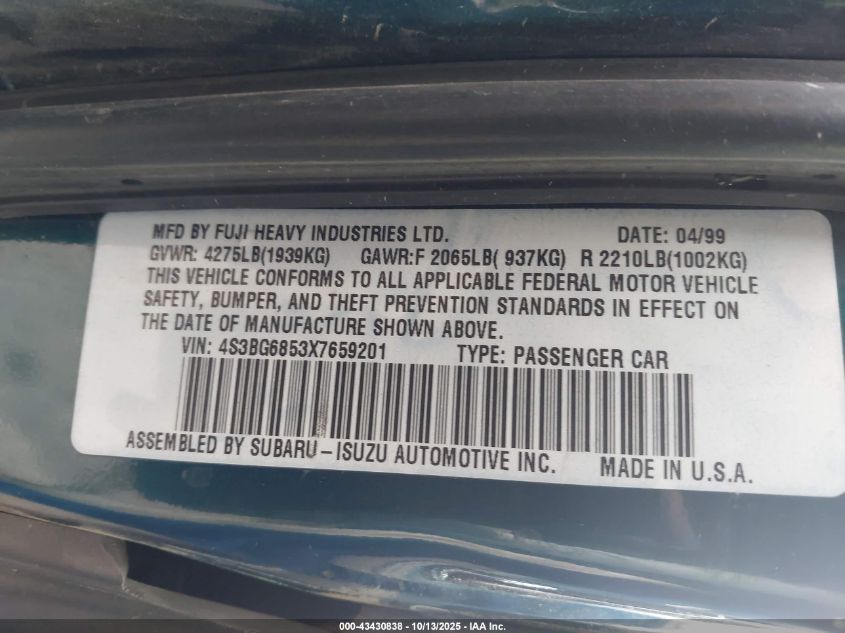 MFD BY FUJI HEAVY INDUSTRIES LTD. DATE: 04/99
GVWR: 4275LB(1939KG) GAWR:F 2065LB( 937KG) R 2210LB(1002KG)
THIS VEHICLE CONFORMS TO ALL APPLICABLE FEDERAL MOTOR VEHICLE
SAFETY, BUMPER, AND THEFT PREVENTION STANDARDS IN EFFECT ON
THE DATE OF MANUFACTURE SHOWN ABOVE.
VIN: 4S3BG6853X7659201 TYPE: PASSENGER CAR
ASSEMBLED BY SUBARU-ISUZU AUTOMOTIVE INC. MADE IN U.S.A.
000-43430838 - 10/13/2025 - IAA Inc.